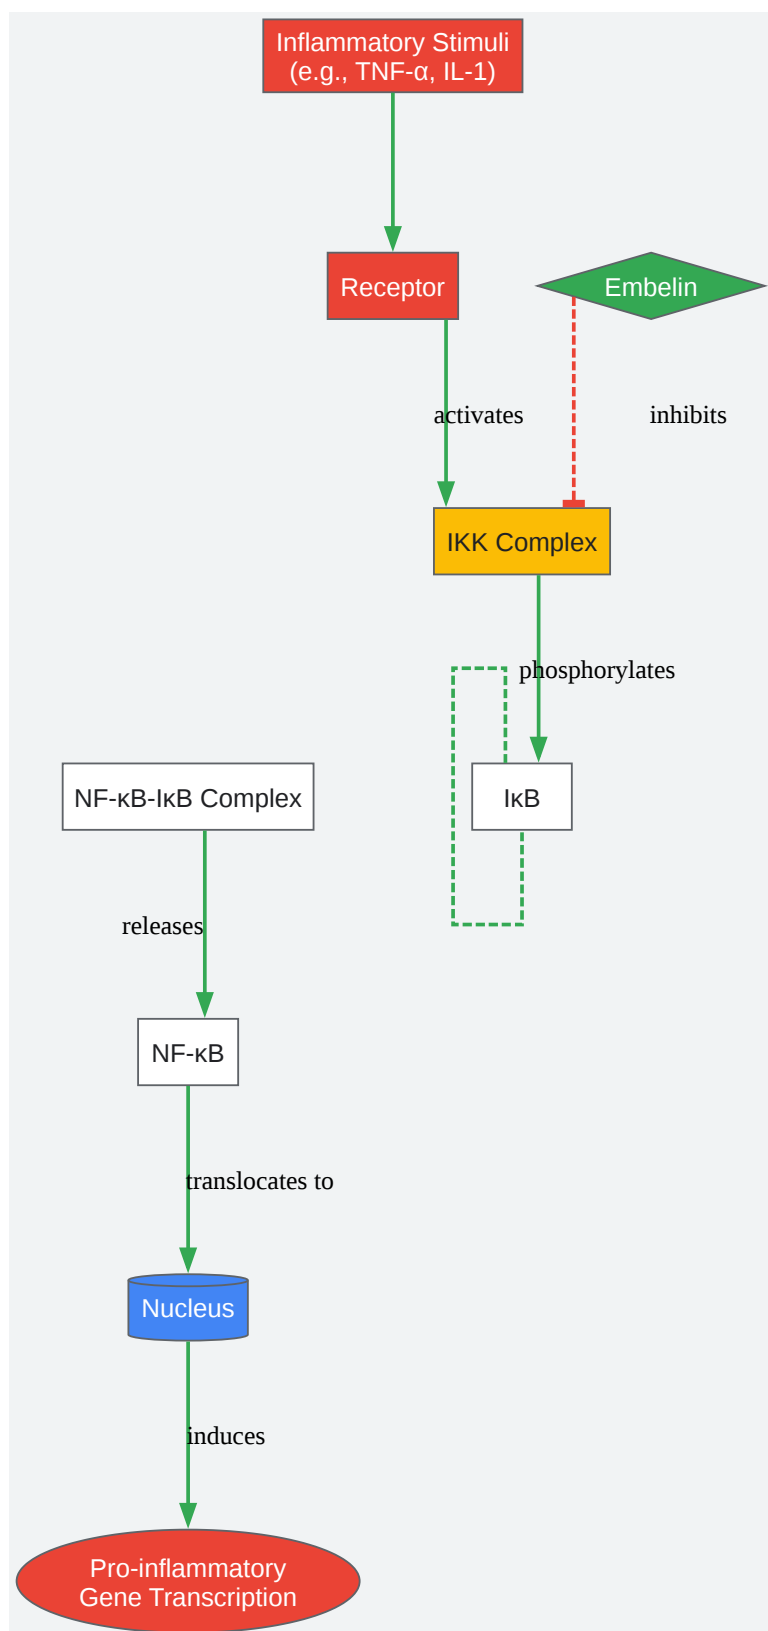 Inflammatory Stimuli
(e.g., TNF-α, IL-1)
Receptor
Embelin
activates
inhibits
IKK Complex
phosphorylates
NF-κB-IκB Complex
IκB
releases
NF-κB
translocates to
Nucleus
induces
Pro-inflammatory
Gene Transcription